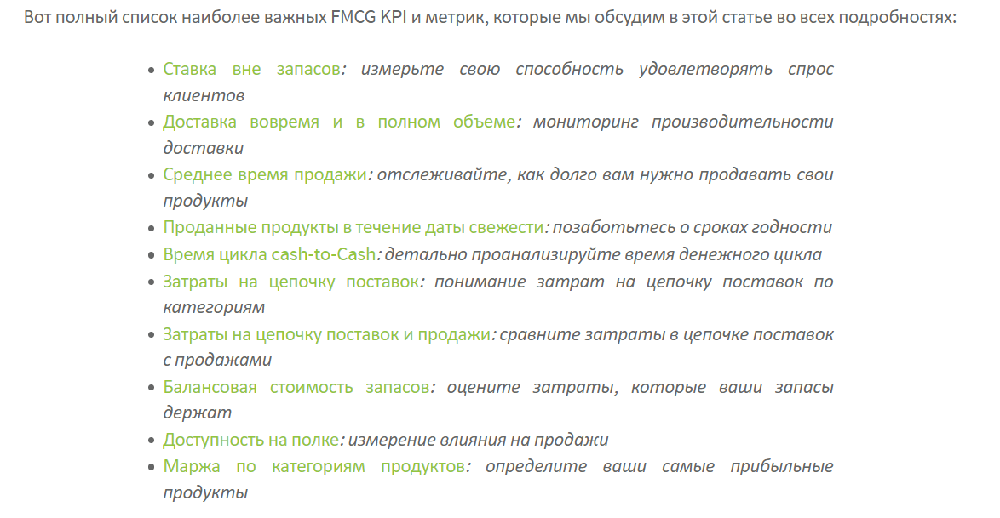 Вот полный список наиболее важных FMCG KPI и метрик, которые мы обсудим в этой статье во всех подробностях:
• Ставка вне запасов: измерьте свою способность удовлетворять спрос
клиентов
• Доставка вовремя и в полном объеме: мониторинг производительности
доставки
• Среднее время продажи: отслеживайте, как долго вам нужно продавать свои
продукты
• Проданные продукты в течение даты свежести: позаботьтесь о сроках годности
• Время цикла cash-to-Cash: детально проанализируйте время денежного цикла
• Затраты на цепочку поставок: понимание затрат на цепочку поставок по
категориям
• Затраты на цепочку поставок и продажи: сравните затраты в цепочке поставок
с продажами
• Балансовая стоимость запасов: оцените затраты, которые ваши запасы
держат
• Доступность на полке: измерение влияния на продажи
• Маржа по категориям продуктов: определите ваши самые прибыльные
продукты